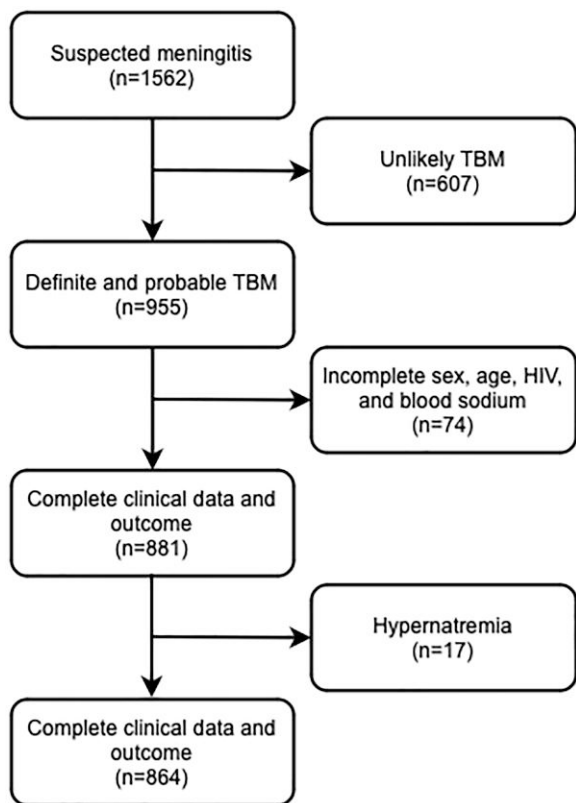 Suspected meningitis
(n=1562)
Unlikely TBM
(n=607)
Definite and probable TBM
(n=955)
Incomplete sex, age, HIV,
and blood sodium
(n=74)
Complete clinical data and
outcome
(n=881)
Hypernatremia
(n=17)
Complete clinical data and
outcome
(n=864)